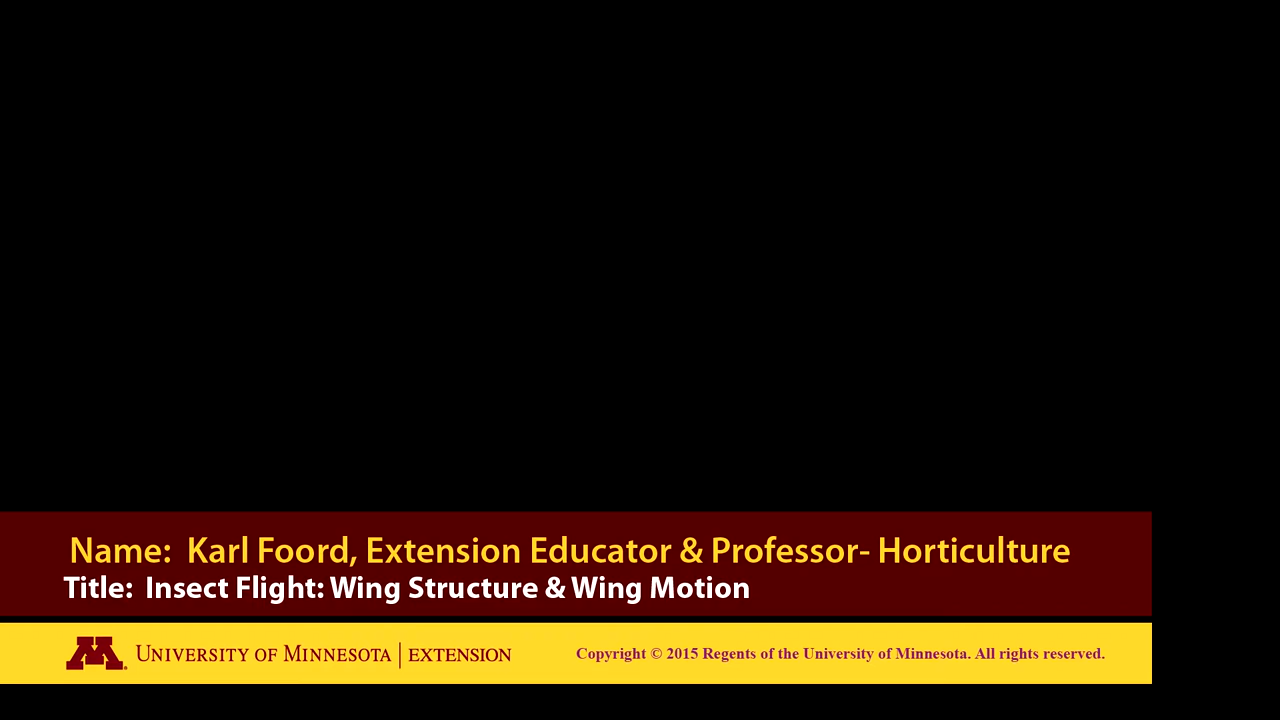 Name: Karl Foord, Extension Educator & Professor- Horticulture
Title: Insect Flight: Wing Structure & Wing Motion
M UNIVERSITY OF MINNESOTA | EXTENSION
Copyright © 2015 Regents of the University of Minnesota. All rights reserved.